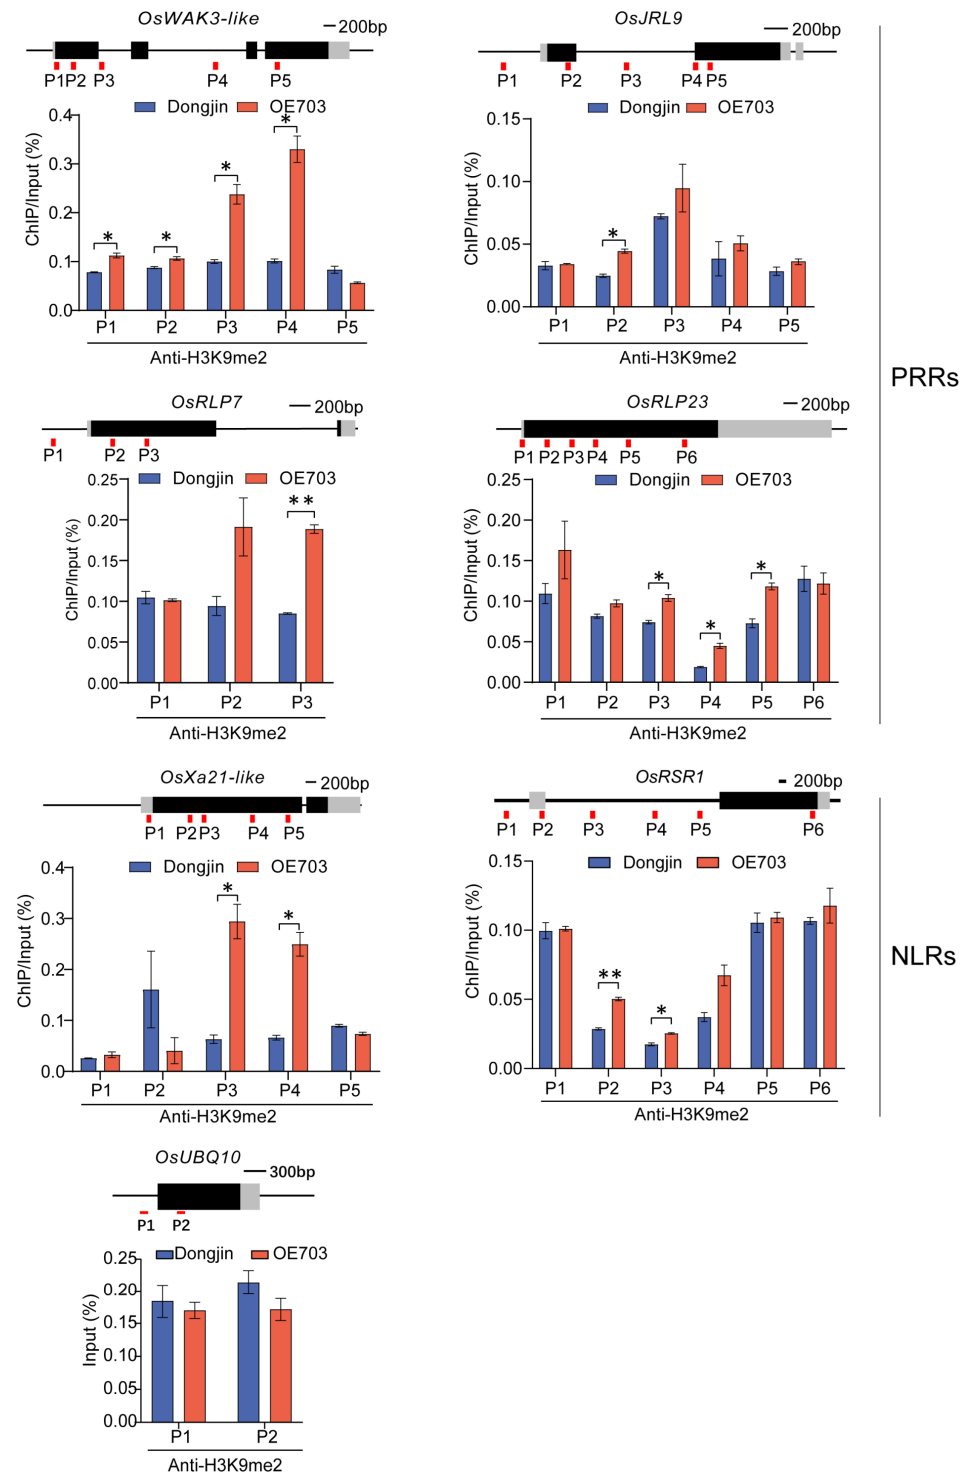 OsWAK3-like
200bp
P1 P2 P3 P4 P5
Dongjin OE703
ChIP/Input (%)
0.4
0.3
0.2
0.1
0.0
* * * *
P1 P2 P3 P4 P5
Anti-H3K9me2
OsJRL9
200bp
P1 P2 P3 P4 P5
Dongjin OE703
ChIP/Input (%)
0.15
0.10
0.05
0.00
*
P1 P2 P3 P4 P5
Anti-H3K9me2
PRRs
OsRLP7
200bp
P1 P2 P3
Dongjin OE703
ChIP/Input (%)
0.25
0.20
0.15
0.10
0.05
0.00
**
P1 P2 P3
Anti-H3K9me2
OsRLP23
200bp
P1 P2 P3 P4 P5 P6
Dongjin OE703
ChIP/Input (%)
0.25
0.20
0.15
0.10
0.05
0.00
* * *
P1 P2 P3 P4 P5 P6
Anti-H3K9me2
OsXa21-like
200bp
P1 P2 P3 P4 P5
Dongjin OE703
ChIP/Input (%)
0.4
0.3
0.2
0.1
0.0
* *
P1 P2 P3 P4 P5
Anti-H3K9me2
OsRSR1
200bp
P1 P2 P3 P4 P5 P6
Dongjin OE703
ChIP/Input (%)
0.15
0.10
0.05
0.00
** *
P1 P2 P3 P4 P5 P6
Anti-H3K9me2
NLRs
OsUBQ10
300bp
P1 P2
Dongjin OE703
Input (%)
0.25
0.20
0.15
0.10
0.05
0.00
P1 P2
Anti-H3K9me2